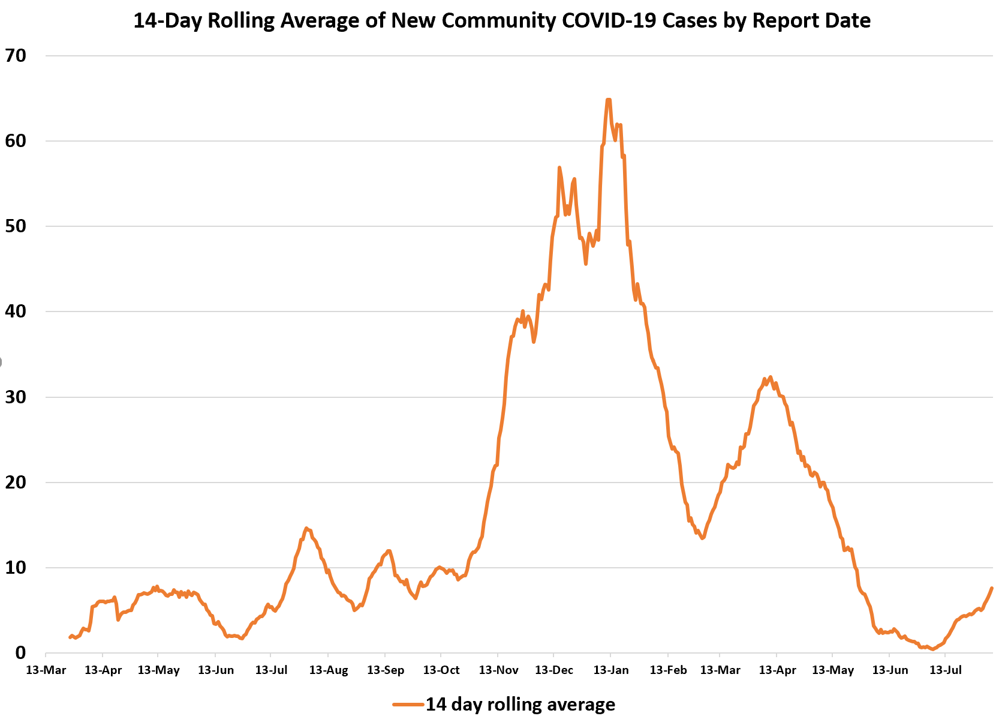 14-Day Rolling Average of New Community COVID-19 Cases by Report Date
70
60
50
40
30
20
10
0
13-Mar 13-Apr 13-May 13-Jun 13-Jul 13-Aug 13-Sep 13-Oct 13-Nov 13-Dec 13-Jan 13-Feb 13-Mar 13-Apr 13-May 13-Jun 13-Jul
14 day rolling average